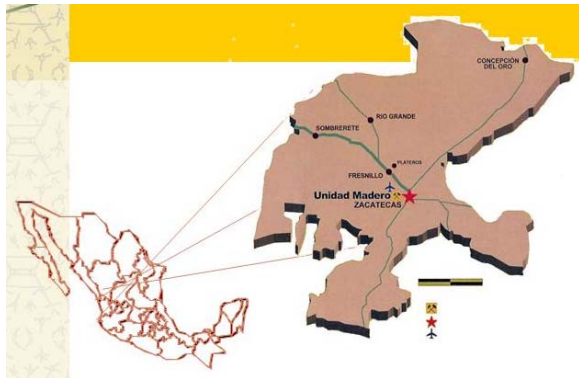 CONCEPCIÓN
DEL ORO
RIO GRANDE
SOMBRERETE
PLATEROS
FRESNILLO
Unidad Madero
ZACATECAS